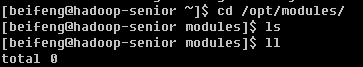 [beifeng@hadoop-senior ~]$ cd /opt/modules/
[beifeng@hadoop-senior modules]$ ls
[beifeng@hadoop-senior modules]$ ll
total 0